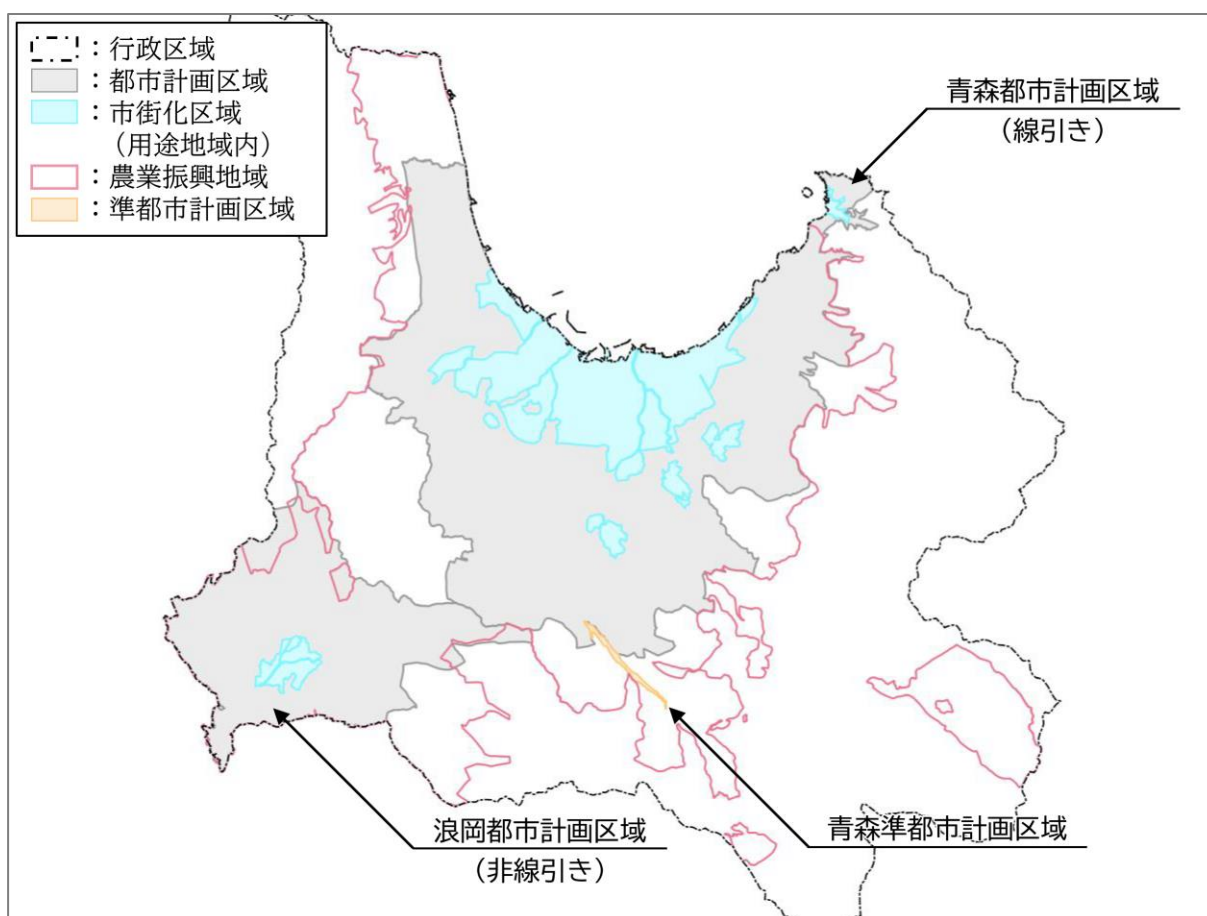 ：行政区域
：都市計画区域
：市街化区域
（用途地域内）
：農業振興地域
：準都市計画区域
青森都市計画区域
（線引き）
浪岡都市計画区域
（非線引き）
青森準都市計画区域